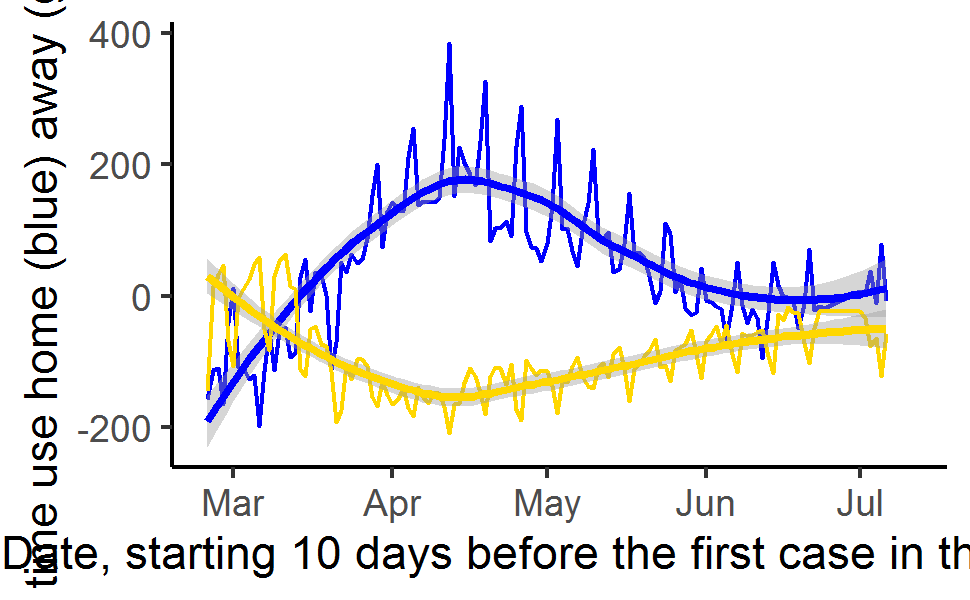 time use home (blue) away (
400
200
0
-200
Mar Apr May Jun Jul
Date, starting 10 days before the first case in th